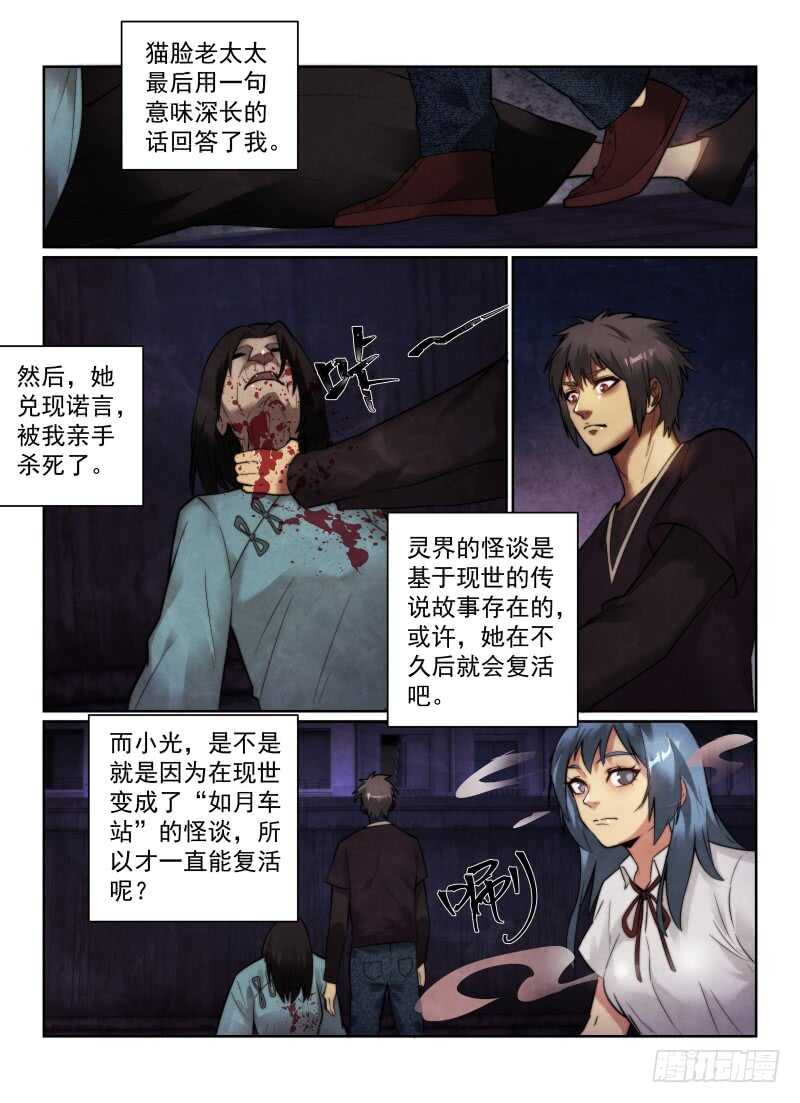 猫脸老太太
最后用一句
意味深长的
话回答了我。
咔
然后，她
兑现诺言，
被我亲手
杀死了。
灵界的怪谈是
基于现世的传
说故事存在的，
或许，她在不
久后就会复活
吧。
而小光，是不是
就是因为在现世
变成了“如月车
站”的怪谈，所
以才一直能复活
呢？
唰
腾讯动漫